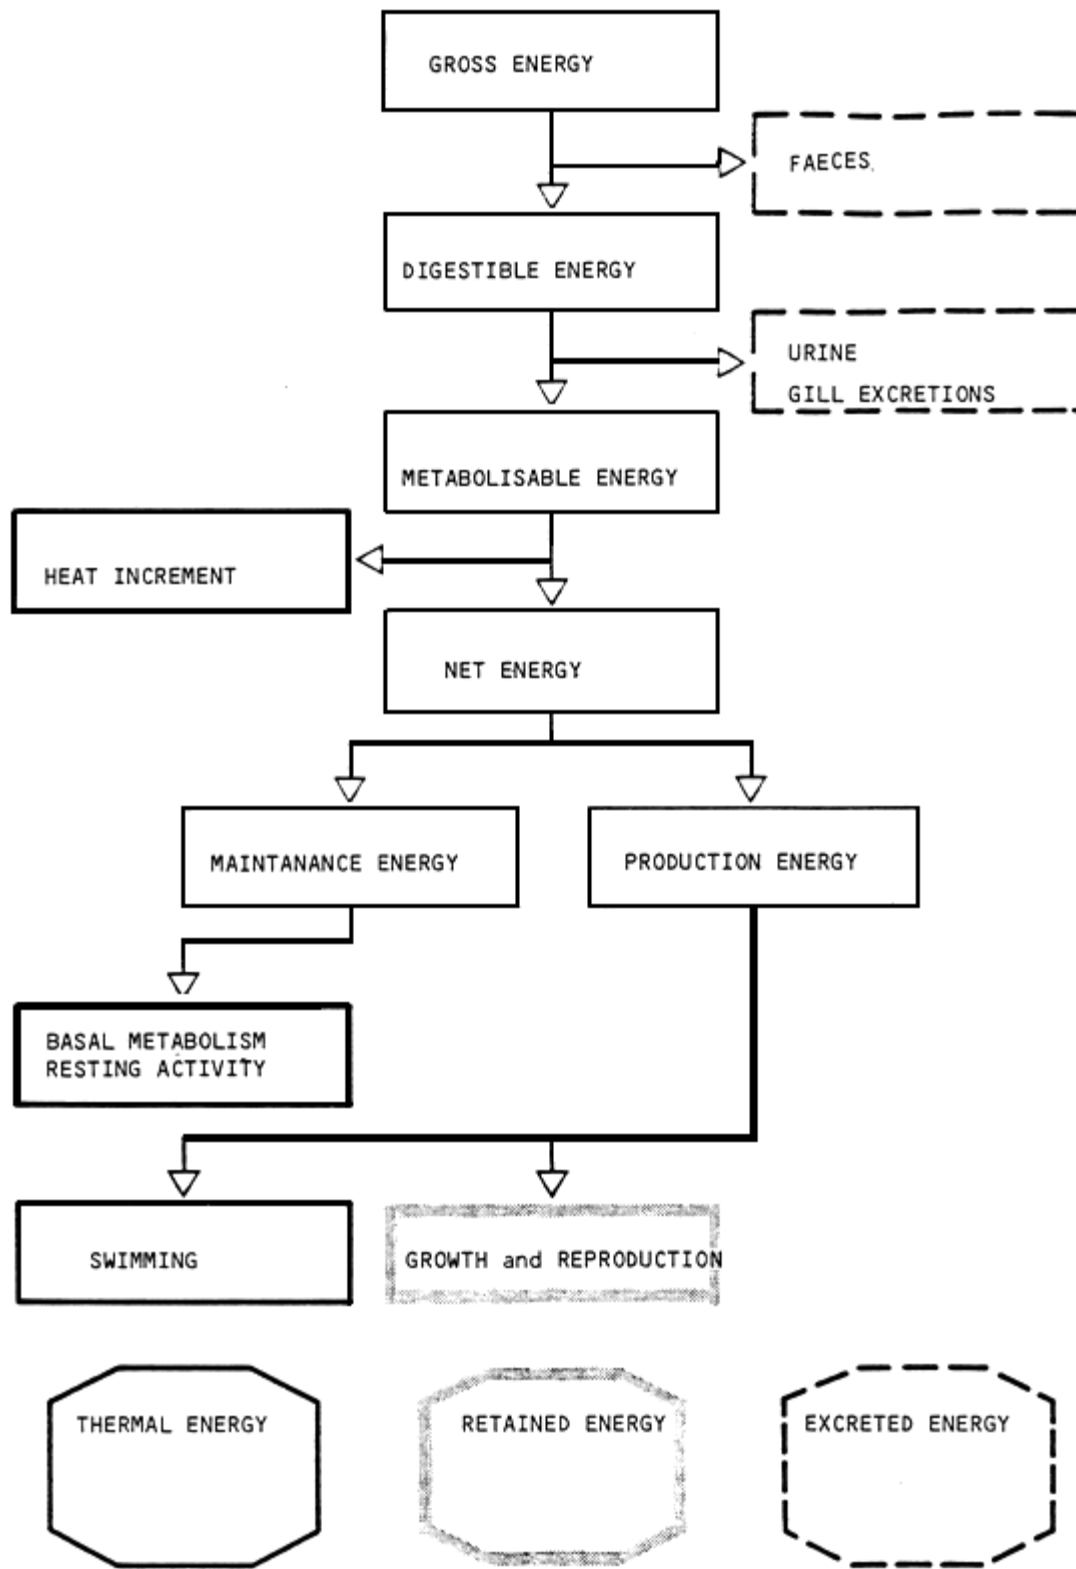 GROSS ENERGY
FAECES
DIGESTIBLE ENERGY
URINE
GILL EXCRETIONS
METABOLISABLE ENERGY
HEAT INCREMENT
NET ENERGY
MAINTANANCE ENERGY
PRODUCTION ENERGY
BASAL METABOLISM
RESTING ACTIVITY
SWIMMING
GROWTH and REPRODUCTION
THERMAL ENERGY
RETAINED ENERGY
EXCRETED ENERGY